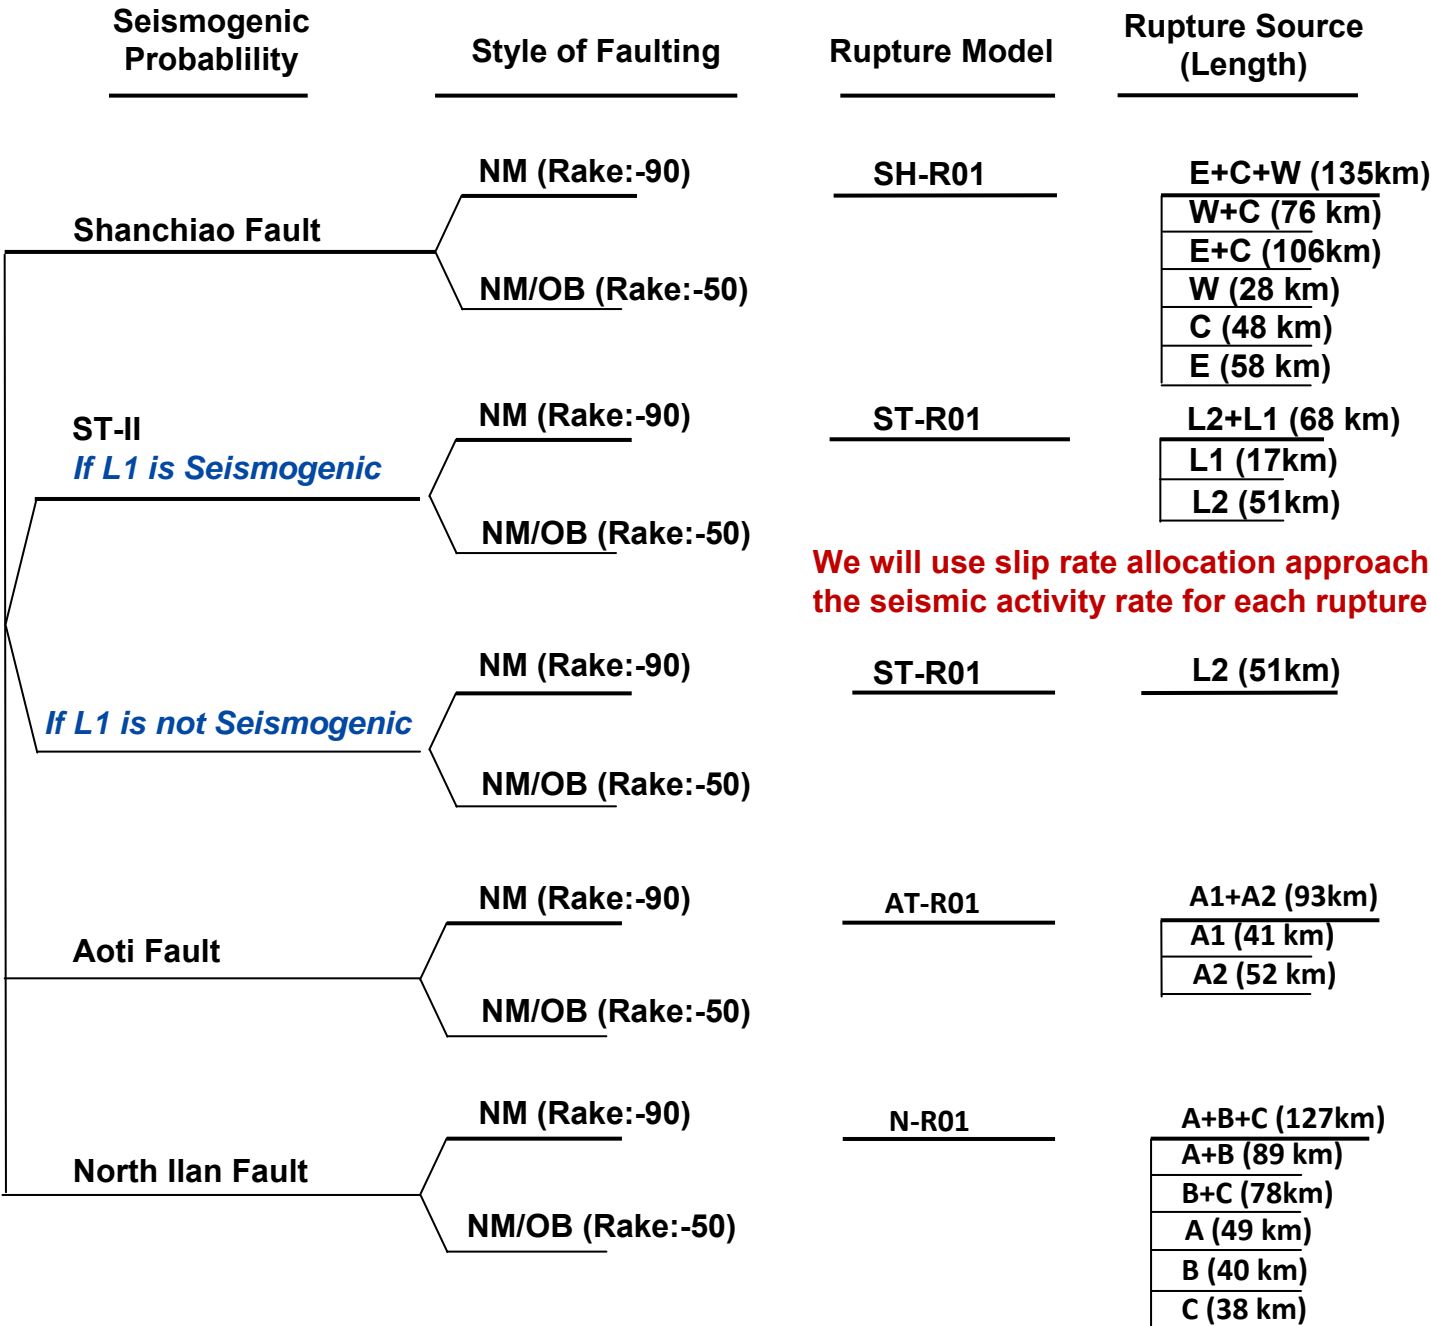 Seismogenic
Probablility
Style of Faulting
Rupture Model
Rupture Source
(Length)
Shanchiao Fault
NM (Rake:-90)
NM/OB (Rake:-50)
SH-R01
E+C+W (135km)
W+C (76 km)
E+C (106km)
W (28 km)
C (48 km)
E (58 km)
ST-II
If L1 is Seismogenic
NM (Rake:-90)
NM/OB (Rake:-50)
ST-R01
L2+L1 (68 km)
L1 (17km)
L2 (51km)
We will use slip rate allocation approach
the seismic activity rate for each rupture
If L1 is not Seismogenic
NM (Rake:-90)
NM/OB (Rake:-50)
ST-R01
L2 (51km)
Aoti Fault
NM (Rake:-90)
NM/OB (Rake:-50)
AT-R01
A1+A2 (93km)
A1 (41 km)
A2 (52 km)
North Ilan Fault
NM (Rake:-90)
NM/OB (Rake:-50)
N-R01
A+B+C (127km)
A+B (89 km)
B+C (78km)
A (49 km)
B (40 km)
C (38 km)